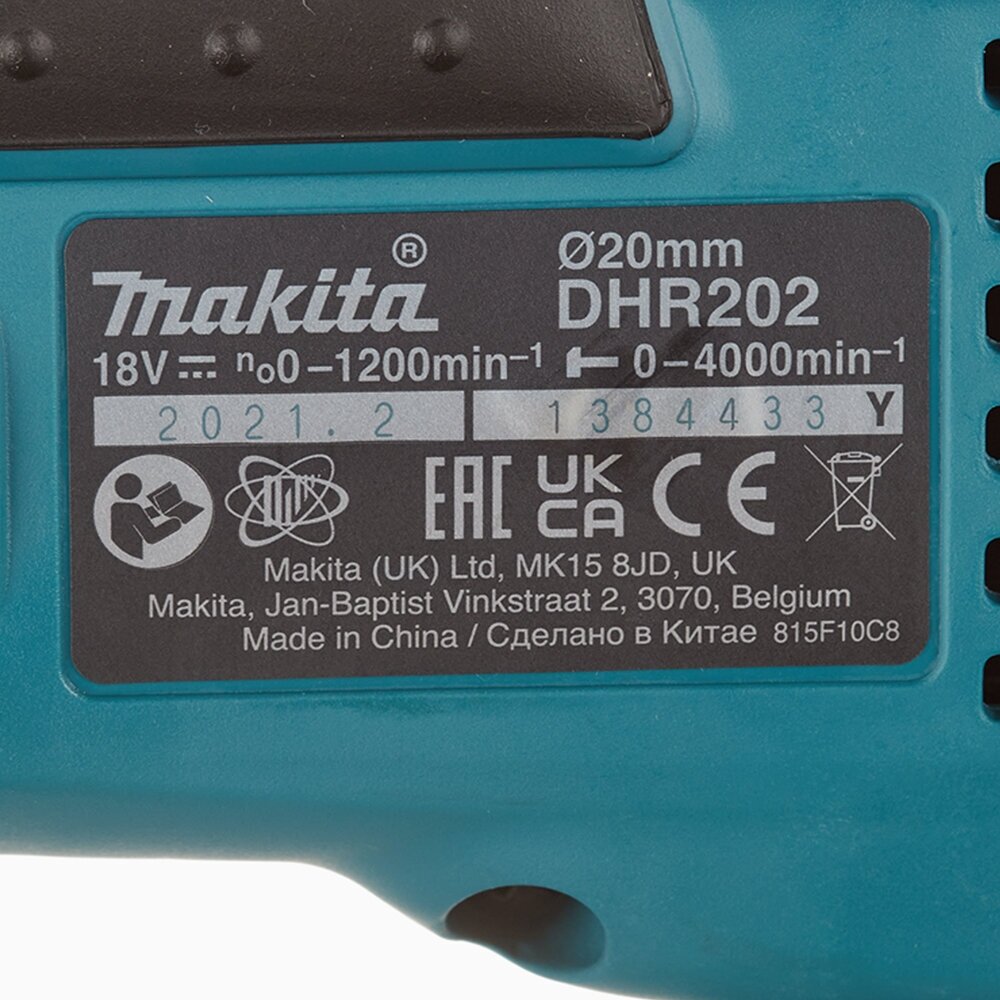 makita®
Ø20mm
DHR202
18V ⎓ n₀0–1200min⁻¹ 0–4000min⁻¹
2021. 2
1384433 Y
EAC UK CA CE
Makita (UK) Ltd, MK15 8JD, UK
Makita, Jan-Baptist Vinkstraat 2, 3070, Belgium
Made in China / Сделано в Китае 815F10C8